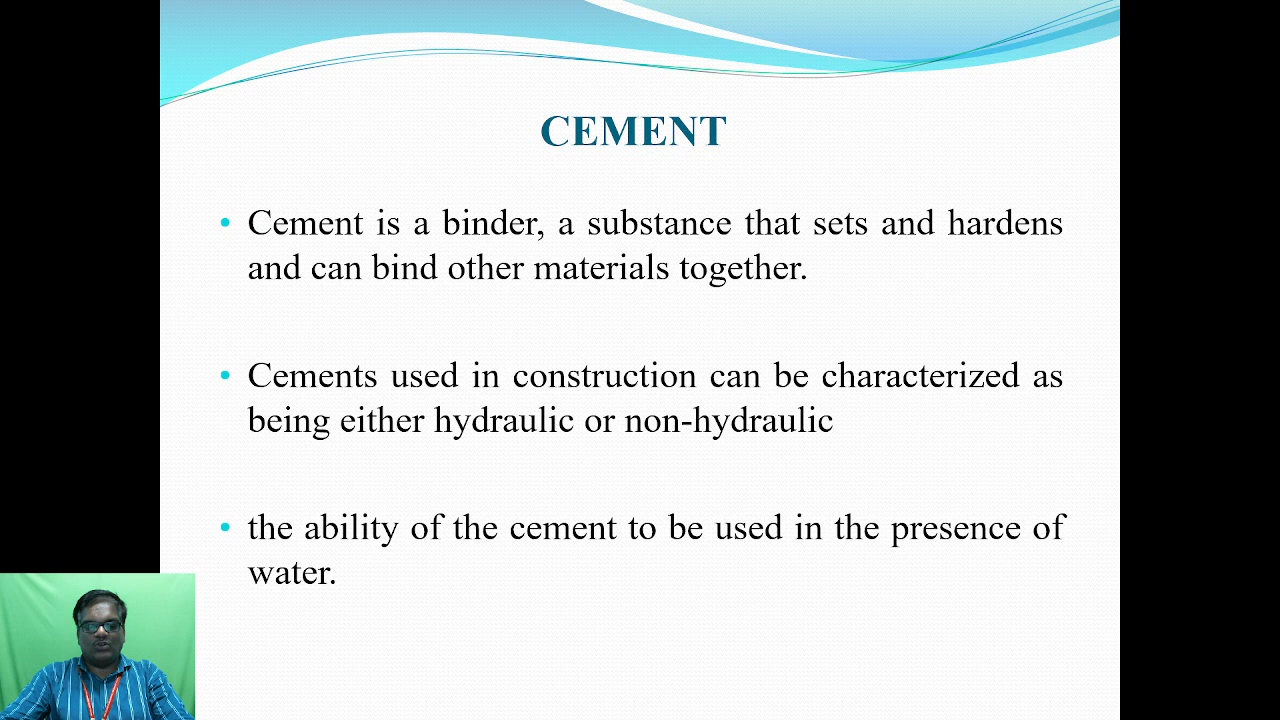 CEMENT
• Cement is a binder, a substance that sets and hardens
and can bind other materials together.
• Cements used in construction can be characterized as
being either hydraulic or non-hydraulic
• the ability of the cement to be used in the presence of
water.